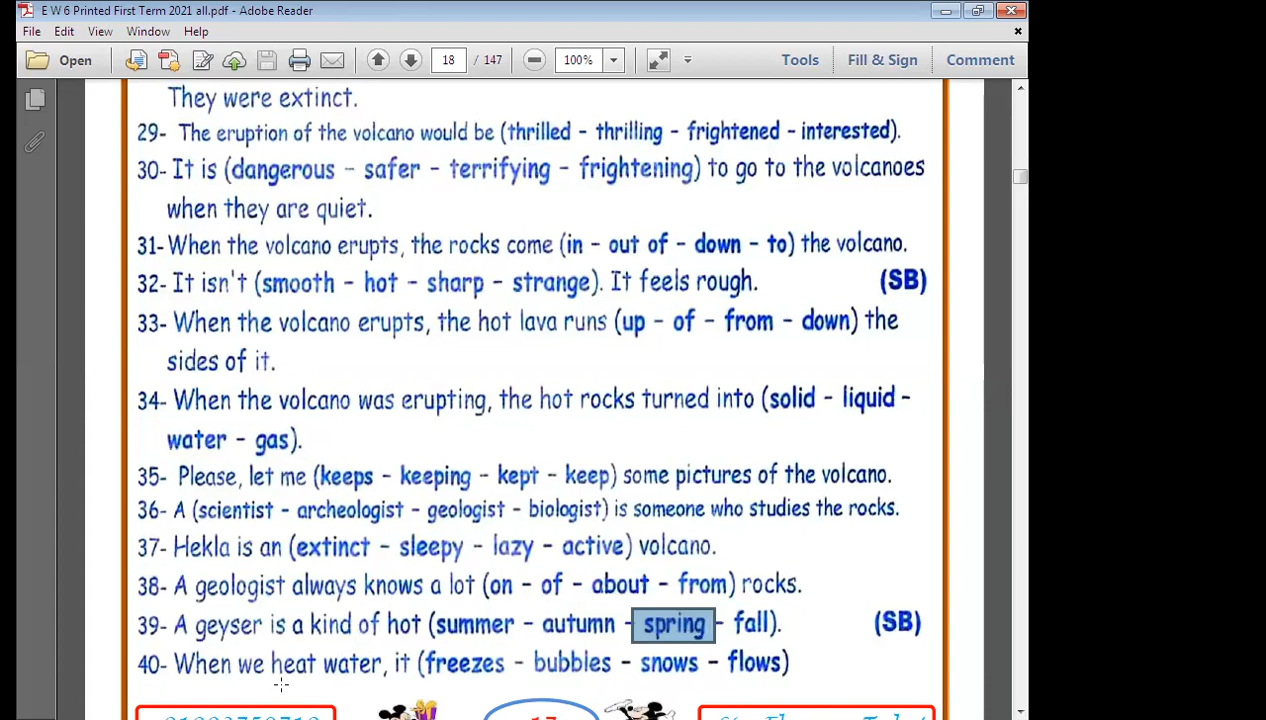 E W 6 Printed First Term 2021 all.pdf - Adobe Reader
File Edit View Window Help
Open 18 / 147 100% Tools Fill & Sign Comment
They were extinct.
29- The eruption of the volcano would be (thrilled - thrilling - frightened - interested).
30- It is (dangerous - safer - terrifying - frightening) to go to the volcanoes
when they are quiet.
31- When the volcano erupts, the rocks come (in - out of - down - to) the volcano.
32- It isn't (smooth - hot - sharp - strange). It feels rough. (SB)
33- When the volcano erupts, the hot lava runs (up - of - from - down) the
sides of it.
34- When the volcano was erupting, the hot rocks turned into (solid - liquid -
water - gas).
35- Please, let me (keeps - keeping - kept - keep) some pictures of the volcano.
36- A (scientist - archeologist - geologist - biologist) is someone who studies the rocks.
37- Hekla is an (extinct - sleepy - lazy - active) volcano.
38- A geologist always knows a lot (on - of - about - from) rocks.
39- A geyser is a kind of hot (summer - autumn - spring - fall). (SB)
40- When we heat water, it (freezes - bubbles - snows - flows)
17